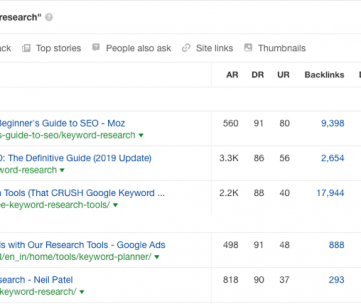 research"
ack Top stories People also ask Site links Thumbnails
AR DR UR Backlinks
Beginner's Guide to SEO - Moz 560 91 80 9,398
s-guide-to-seo/keyword-research
O: The Definitive Guide (2019 Update) 3.3K 86 56 2,654
word-research
Tools (That CRUSH Google Keyword ... 2.2K 88 40 17,944
e-keyword-research-tools/
ds with Our Research Tools - Google Ads 498 91 48 888
l/en_in/home/tools/keyword-planner/
search - Neil Patel 818 90 37 293
keyword-research/